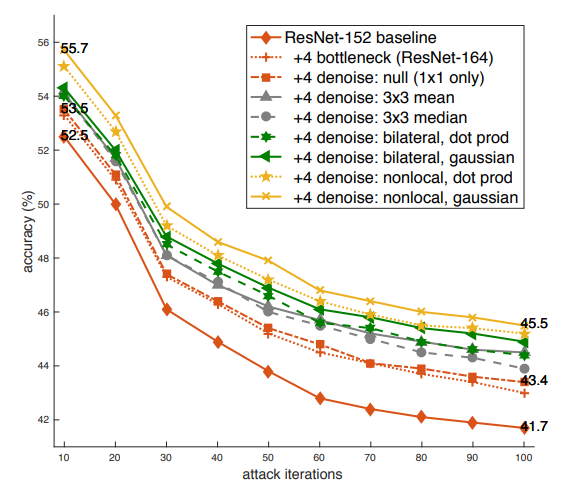 ResNet-152 baseline
+4 bottleneck (ResNet-164)
+4 denoise: null (1x1 only)
+4 denoise: 3x3 mean
+4 denoise: 3x3 median
+4 denoise: bilateral, dot prod
+4 denoise: bilateral, gaussian
+4 denoise: nonlocal, dot prod
+4 denoise: nonlocal, gaussian
55.7
53.5
52.5
45.5
43.4
41.7
accuracy (%)
56
54
52
50
48
46
44
42
10 20 30 40 50 60 70 80 90 100
attack iterations